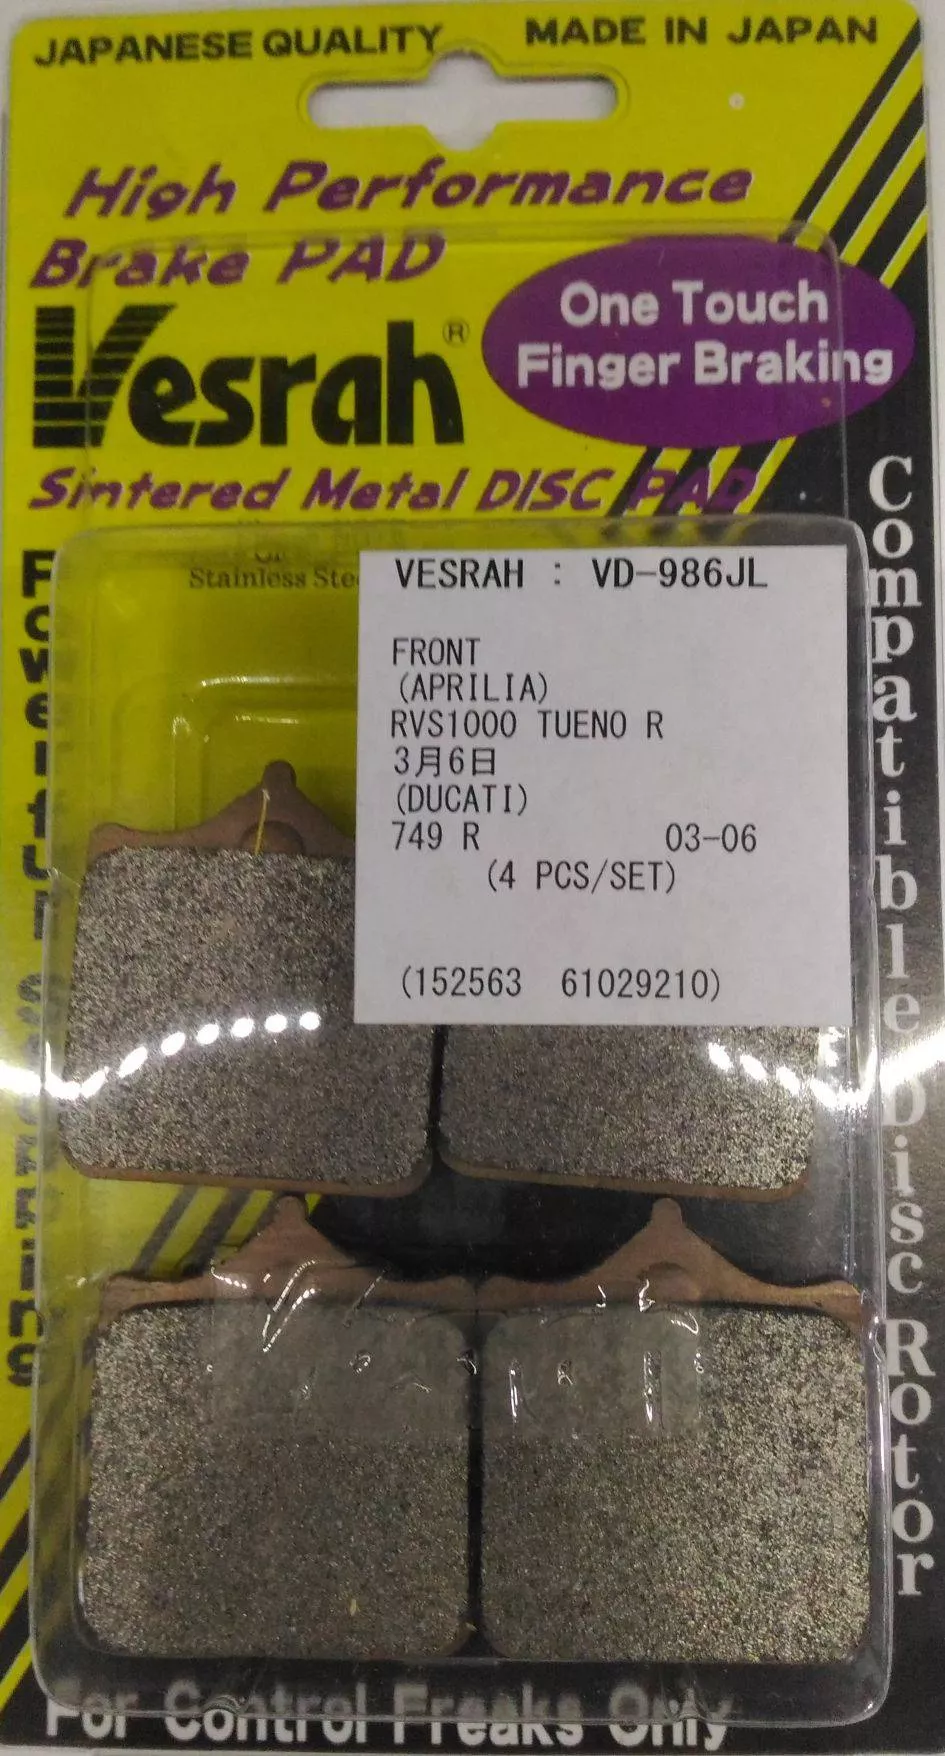 JAPANESE QUALITY MADE IN JAPAN
High Performance
Brake PAD
Vesrah®
One Touch
Finger Braking
Sintered Metal DISC PAD
Stainless
VESRAH : VD-986JL
FRONT
(APRILIA)
RVS1000 TUENO R
3月6日
(DUCATI)
749 R 03-06
(4 PCS/SET)
(152563 61029210)
Compatible Disc Rotor
For Control Freaks Only